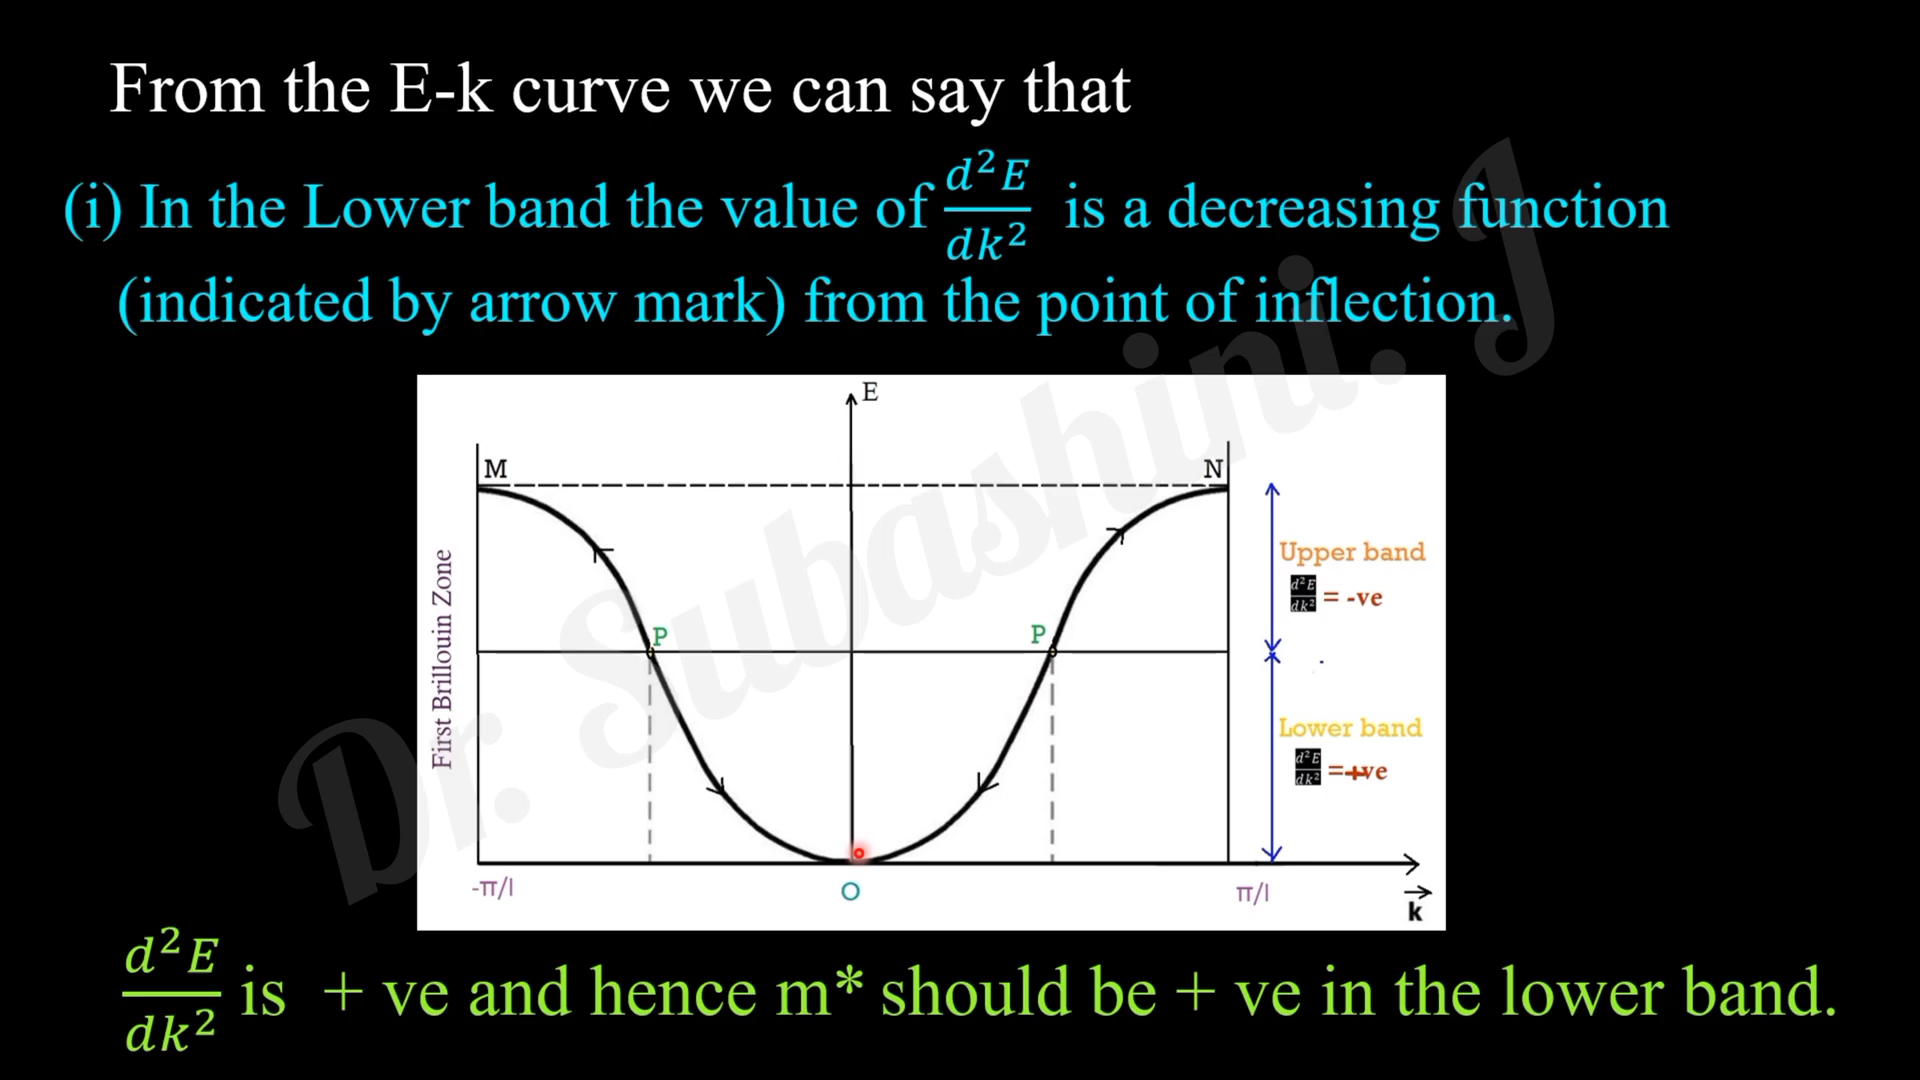 From the E-k curve we can say that
(i) In the Lower band the value of d²E/dk² is a decreasing function
(indicated by arrow mark) from the point of inflection.
E
M
N
Upper band
d²E/dk² = -ve
First Brillouin Zone
P
P
Lower band
d²E/dk² =+ve
-π/l
O
π/l
k
d²E/dk² is + ve and hence m* should be + ve in the lower band.
Dr. Subashini. J